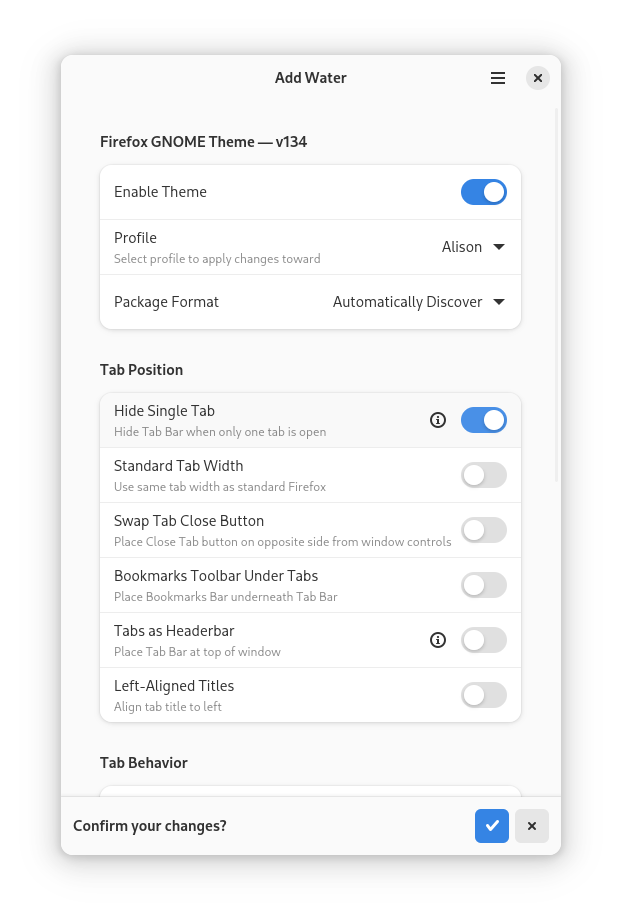 Add Water
Firefox GNOME Theme — v134
Enable Theme
Profile
Select profile to apply changes toward
Alison
Package Format
Automatically Discover
Tab Position
Hide Single Tab
Hide Tab Bar when only one tab is open
Standard Tab Width
Use same tab width as standard Firefox
Swap Tab Close Button
Place Close Tab button on opposite side from window controls
Bookmarks Toolbar Under Tabs
Place Bookmarks Bar underneath Tab Bar
Tabs as Headerbar
Place Tab Bar at top of window
Left-Aligned Titles
Align tab title to left
Tab Behavior
Confirm your changes?